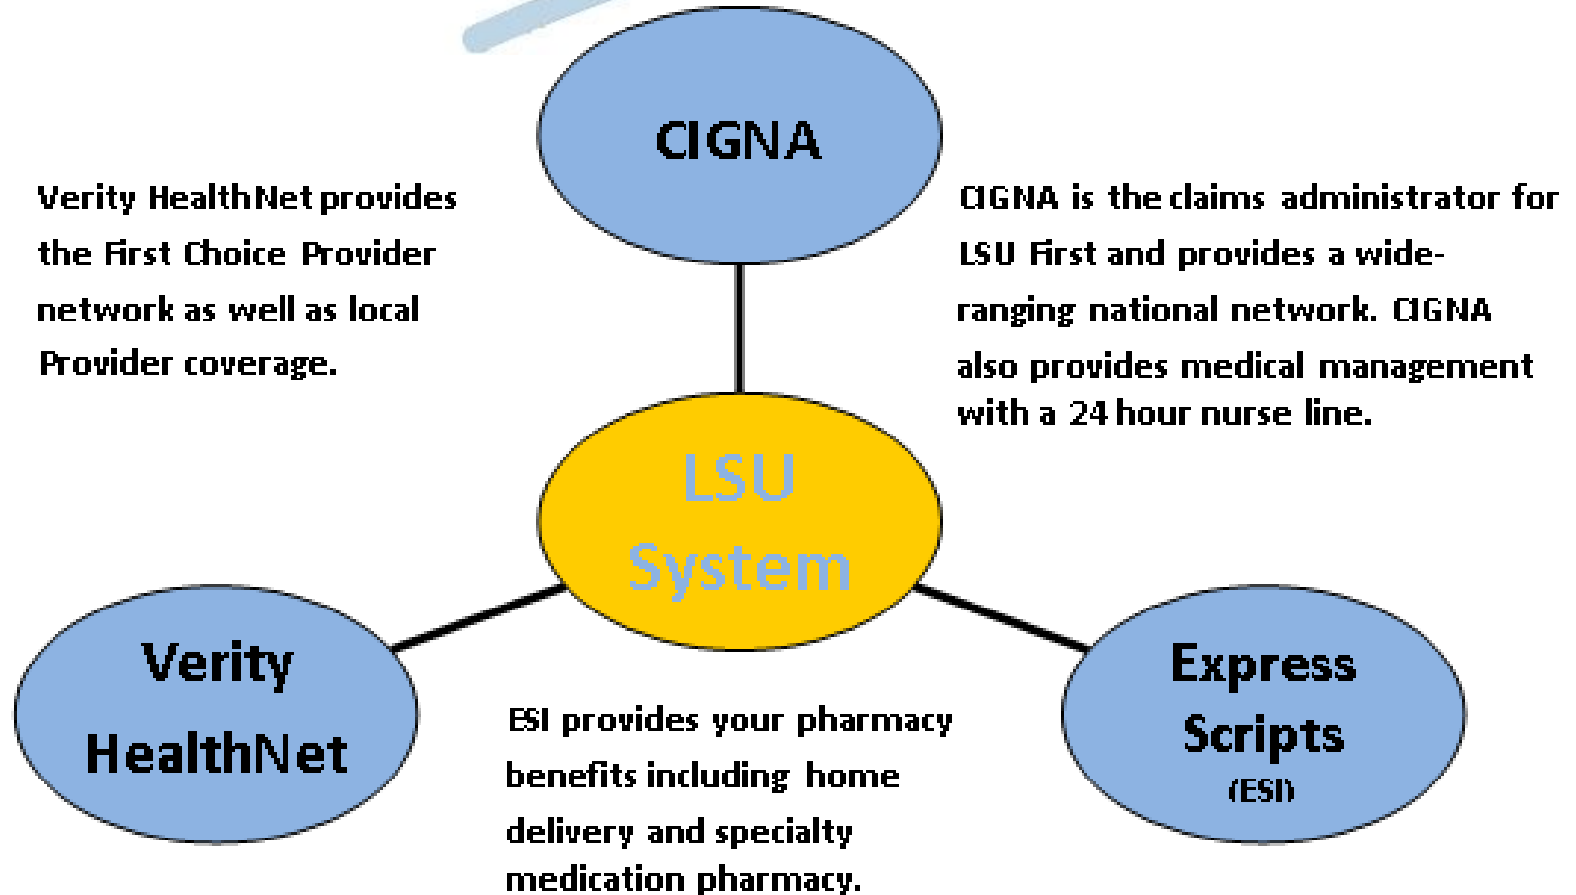 CIGNA
Verity HealthNet provides
the First Choice Provider
network as well as local
Provider coverage.
CIGNA is the claims administrator for
LSU First and provides a wide-
ranging national network. CIGNA
also provides medical management
with a 24 hour nurse line.
LSU
System
Verity
HealthNet
ESI provides your pharmacy
benefits including home
delivery and specialty
medication pharmacy.
Express
Scripts
(ESI)